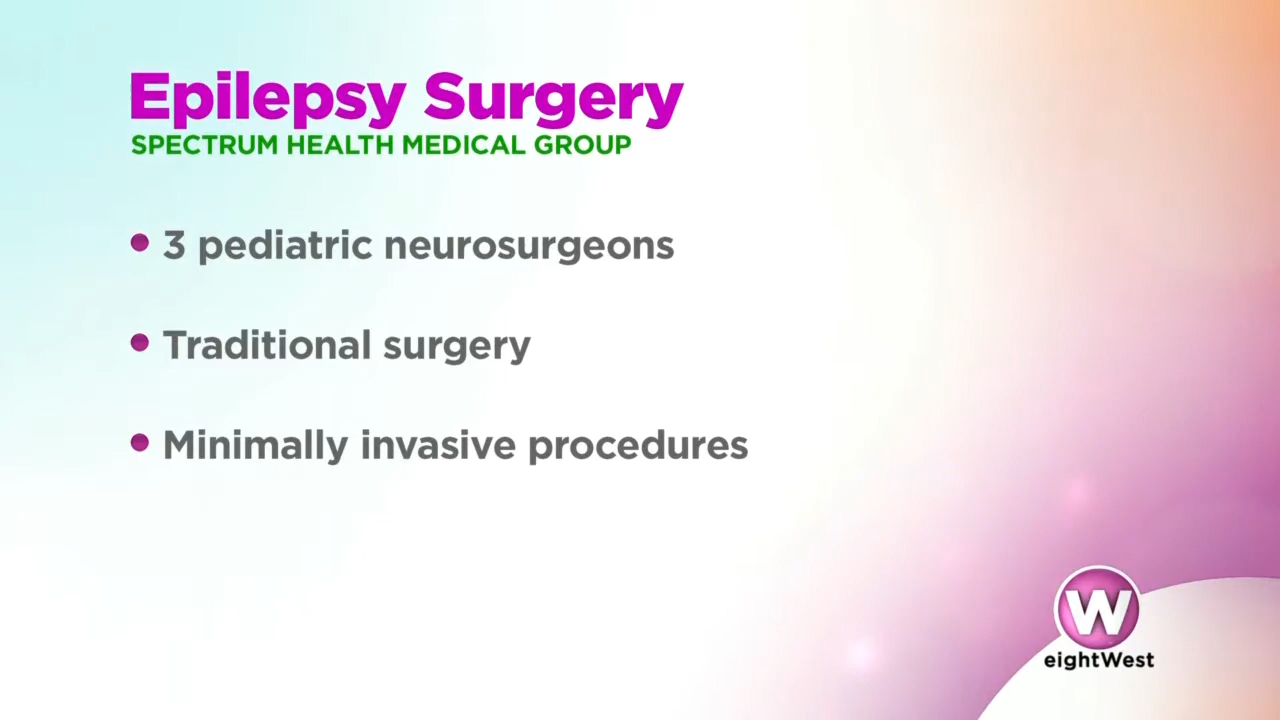 Epilepsy Surgery
SPECTRUM HEALTH MEDICAL GROUP
• 3 pediatric neurosurgeons
• Traditional surgery
• Minimally invasive procedures
W
eightWest